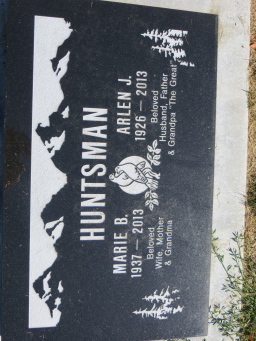 HUNTSMAN
MARIE B.
1937 – 2013
Beloved
Wife, Mother
& Grandma
ARLEN J.
1926 – 2013
Beloved
Husband, Father
& Grandpa "The Great"